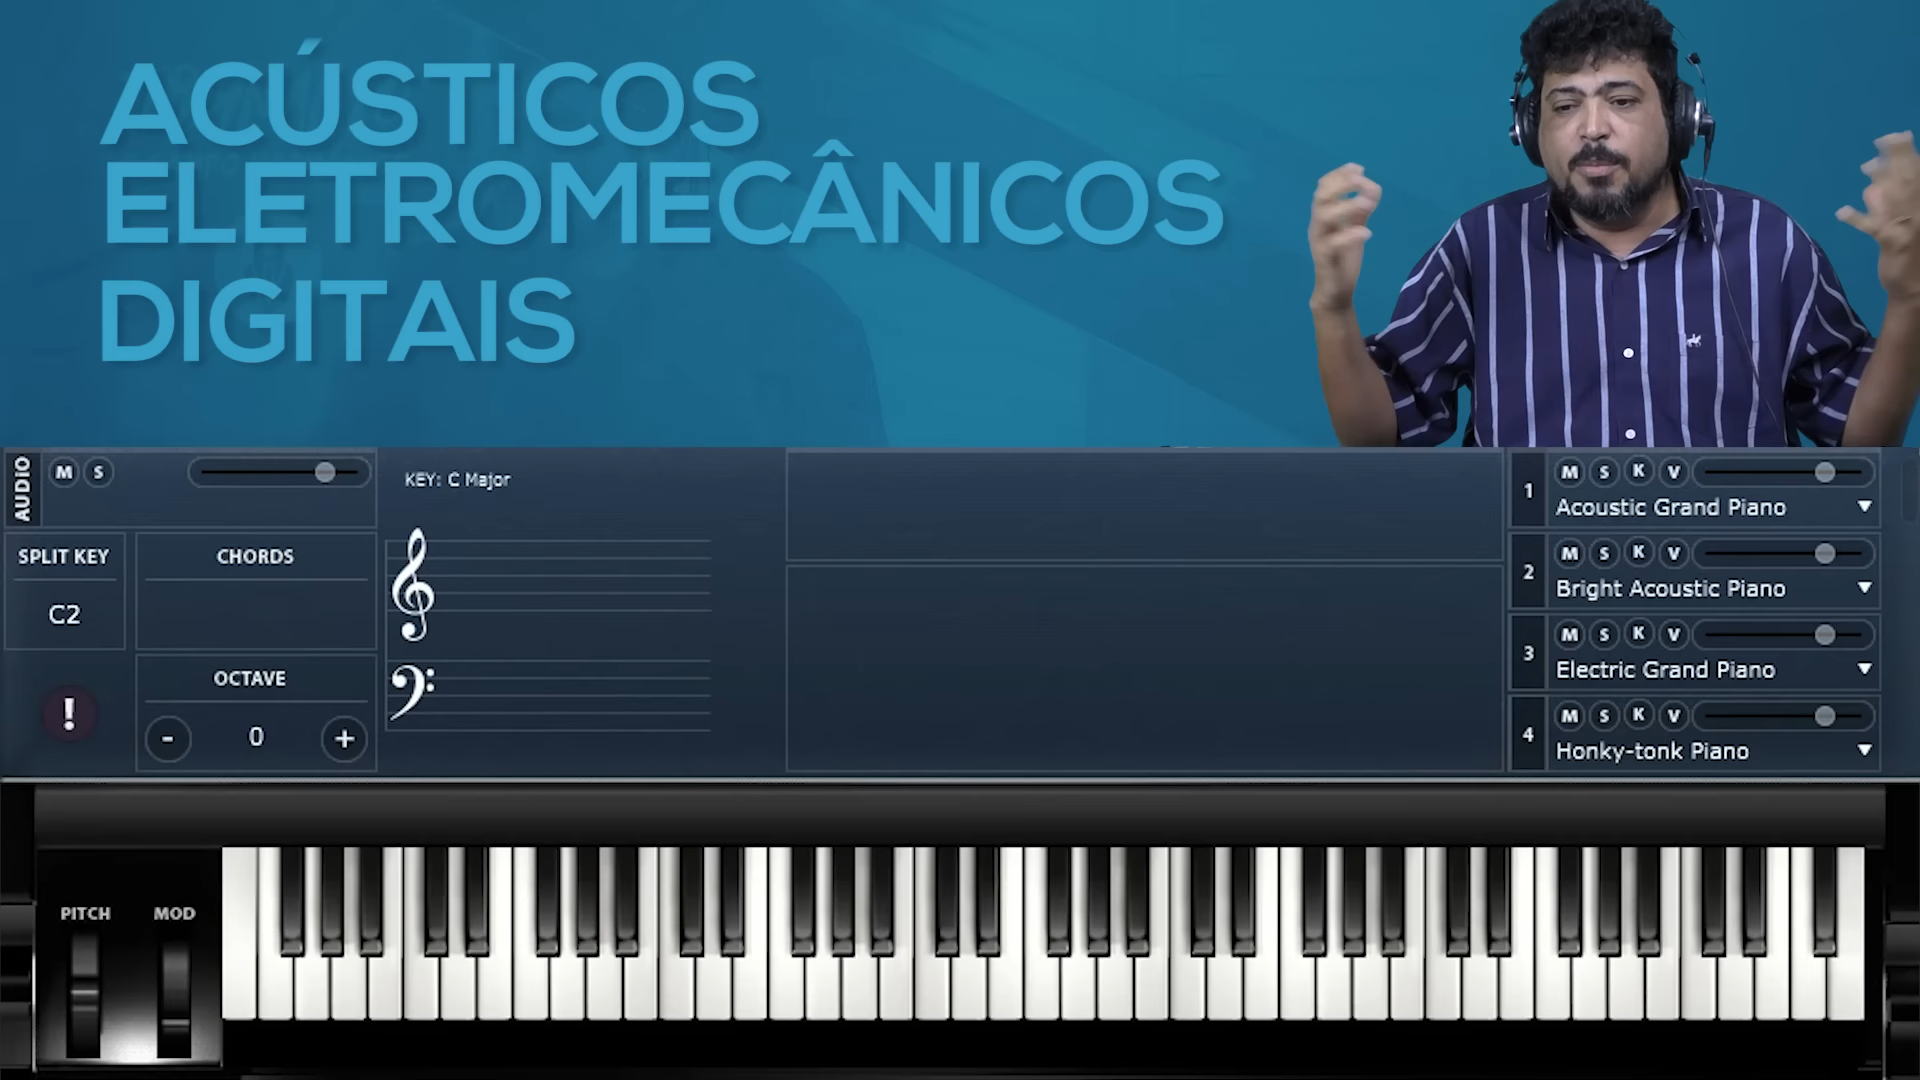 ACÚSTICOS
ELETROMECÂNICOS
DIGITAIS
AUDIO
M S
KEY: C Major
SPLIT KEY
C2
CHORDS
OCTAVE
- 0 +
!
1
M S K V
Acoustic Grand Piano
2
M S K V
Bright Acoustic Piano
3
M S K V
Electric Grand Piano
4
M S K V
Honky-tonk Piano
PITCH MOD